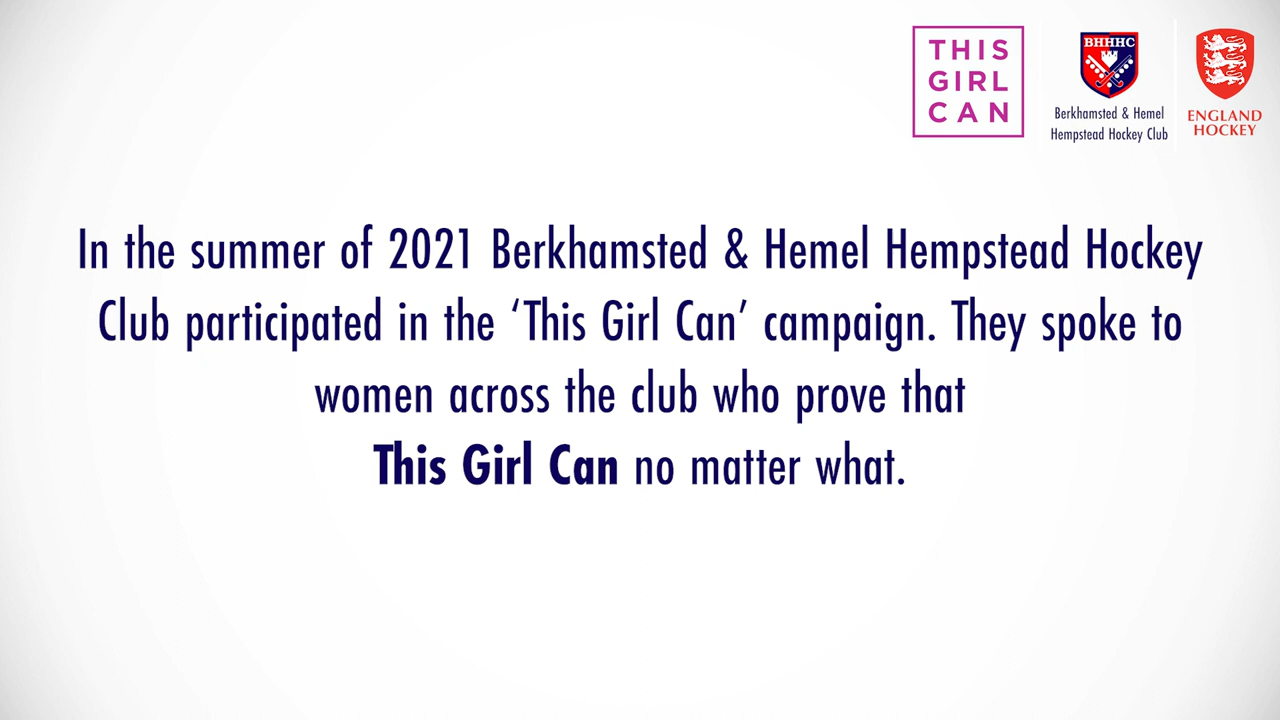 THIS
GIRL
CAN
BHHHC
Berkhamsted & Hemel
Hempstead Hockey Club
ENGLAND
HOCKEY
In the summer of 2021 Berkhamsted & Hemel Hempstead Hockey
Club participated in the ‘This Girl Can’ campaign. They spoke to
women across the club who prove that
This Girl Can no matter what.